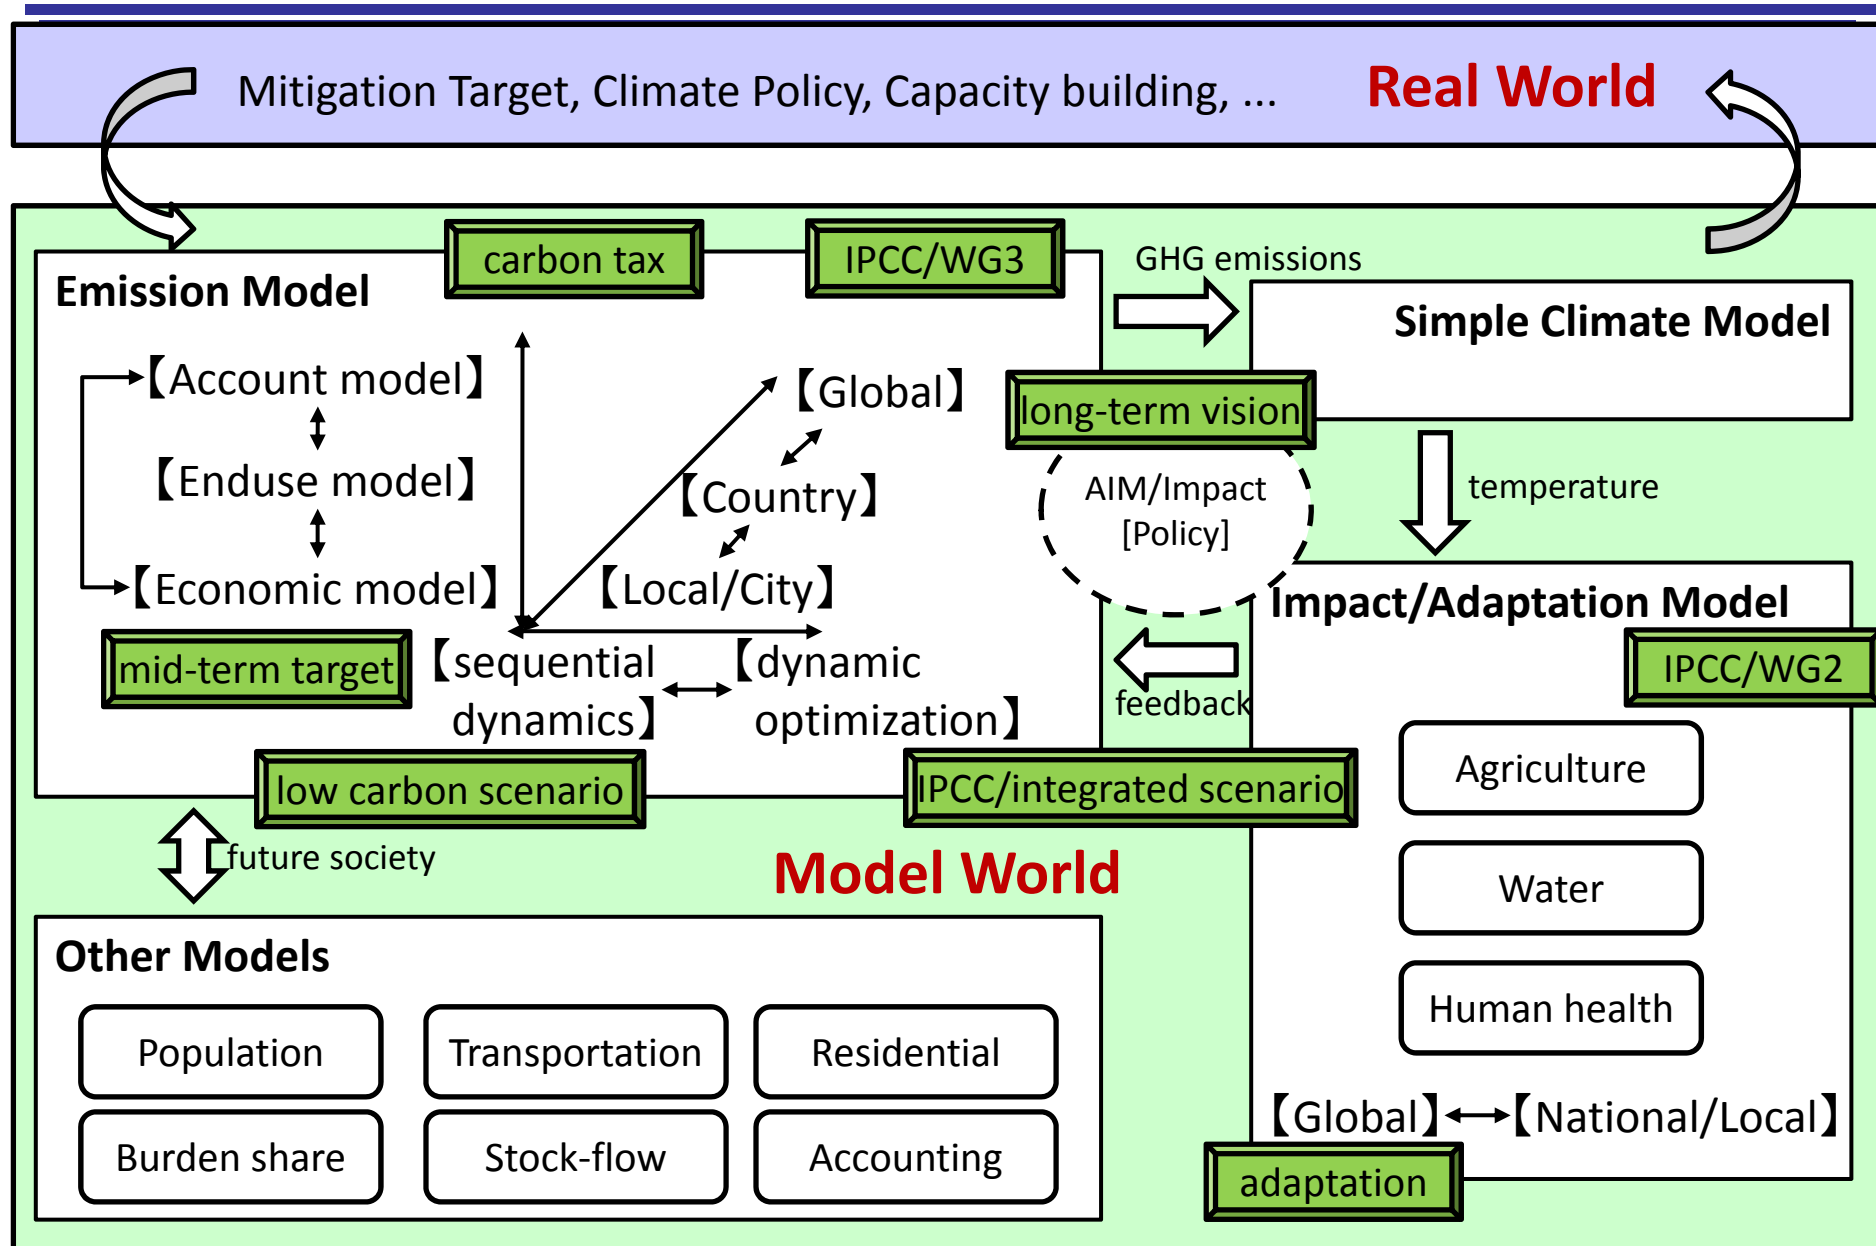 Mitigation Target, Climate Policy, Capacity building, ...
Real World
carbon tax
IPCC/WG3
GHG emissions
Emission Model
Simple Climate Model
【Account model】
【Global】
long-term vision
【Enduse model】
【Country】
AIM/Impact
[Policy]
temperature
【Economic model】
【Local/City】
Impact/Adaptation Model
mid-term target
【sequential
dynamics】
【dynamic
optimization】
feedback
IPCC/WG2
Agriculture
low carbon scenario
IPCC/integrated scenario
future society
Model World
Water
Other Models
Human health
Population
Transportation
Residential
【Global】
【National/Local】
Burden share
Stock-flow
Accounting
adaptation